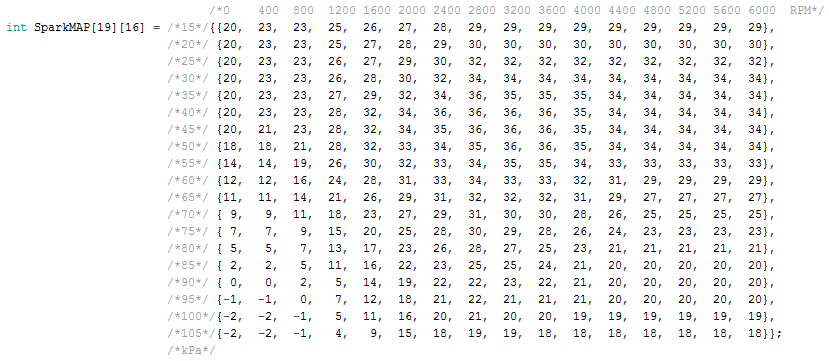 /*0 400 800 1200 1600 2000 2400 2800 3200 3600 4000 4400 4800 5200 5600 6000 RPM*/
int SparkMAP[19][16] = /*15*/{{20, 23, 23, 25, 26, 27, 28, 29, 29, 29, 29, 29, 29, 29, 29, 29},
/*20*/ {20, 23, 23, 25, 27, 28, 29, 30, 30, 30, 30, 30, 30, 30, 30, 30},
/*25*/ {20, 23, 23, 26, 27, 29, 30, 32, 32, 32, 32, 32, 32, 32, 32, 32},
/*30*/ {20, 23, 23, 26, 28, 30, 32, 34, 34, 34, 34, 34, 34, 34, 34, 34},
/*35*/ {20, 23, 23, 27, 29, 32, 34, 36, 35, 35, 35, 34, 34, 34, 34, 34},
/*40*/ {20, 23, 23, 28, 32, 34, 36, 36, 36, 36, 35, 34, 34, 34, 34, 34},
/*45*/ {20, 21, 23, 28, 32, 34, 35, 36, 36, 36, 35, 34, 34, 34, 34, 34},
/*50*/ {18, 18, 21, 28, 32, 33, 34, 35, 36, 35, 34, 34, 34, 34, 34, 34},
/*55*/ {14, 14, 19, 26, 30, 32, 33, 34, 35, 35, 34, 33, 33, 33, 33, 33},
/*60*/ {12, 12, 16, 24, 28, 31, 33, 34, 33, 33, 32, 31, 29, 29, 29, 29},
/*65*/ {11, 11, 14, 21, 26, 29, 31, 32, 32, 32, 31, 29, 27, 27, 27, 27},
/*70*/ { 9, 9, 11, 18, 23, 27, 29, 31, 30, 30, 28, 26, 25, 25, 25, 25},
/*75*/ { 7, 7, 9, 15, 20, 25, 28, 30, 29, 28, 26, 24, 23, 23, 23, 23},
/*80*/ { 5, 5, 7, 13, 17, 23, 26, 28, 27, 25, 23, 21, 21, 21, 21, 21},
/*85*/ { 2, 2, 5, 11, 16, 22, 23, 25, 25, 24, 21, 20, 20, 20, 20, 20},
/*90*/ { 0, 0, 2, 5, 14, 19, 22, 22, 23, 22, 21, 20, 20, 20, 20, 20},
/*95*/ {-1, -1, 0, 7, 12, 18, 21, 22, 21, 21, 21, 20, 20, 20, 20, 20},
/*100*/{-2, -2, -1, 5, 11, 16, 20, 21, 20, 20, 19, 19, 19, 19, 19, 19},
/*105*/{-2, -2, -1, 4, 9, 15, 18, 19, 19, 18, 18, 18, 18, 18, 18, 18}};
/*kPa*/